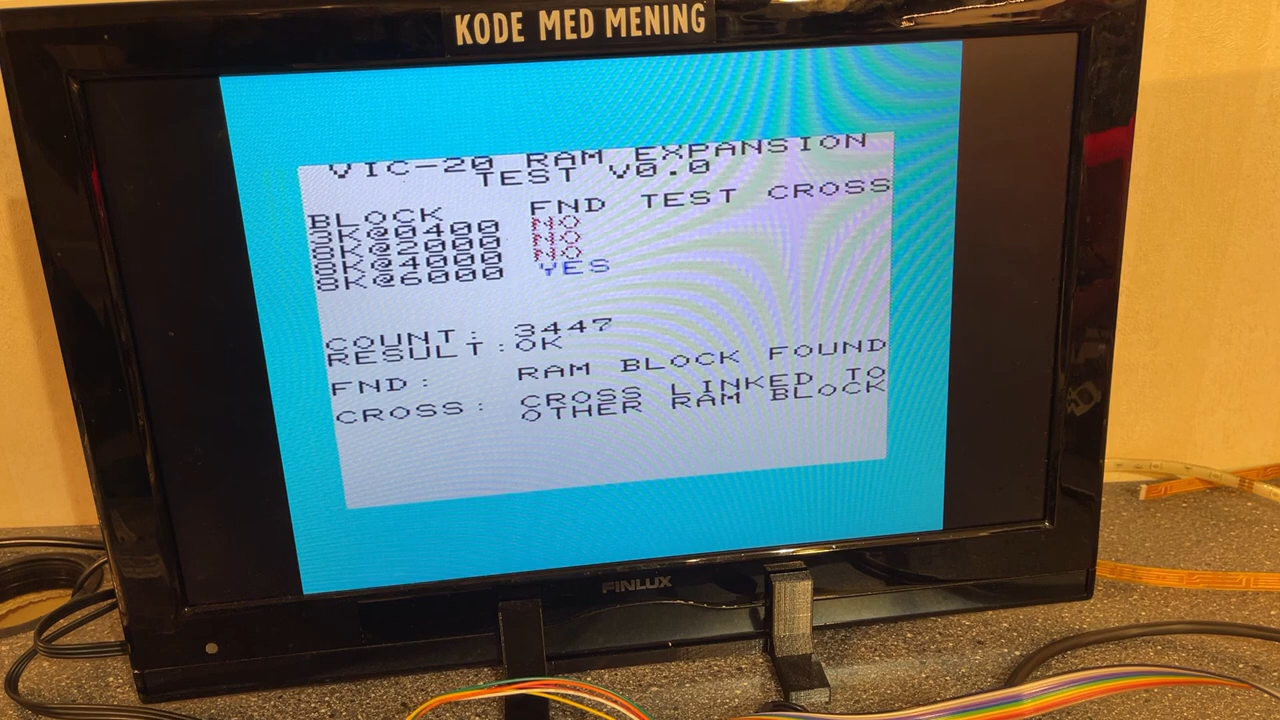 KODE MED MENING
VIC-20 RAM EXPANSION
TEST V0.0
BLOCK FND TEST CROSS
3K@0400 NO
8K@2000 NO
8K@4000 NO
8K@6000 YES
COUNT: 3447
RESULT:OK
FND: RAM BLOCK FOUND
CROSS: CROSS LINKED TO
OTHER RAM BLOCK
FINLUX